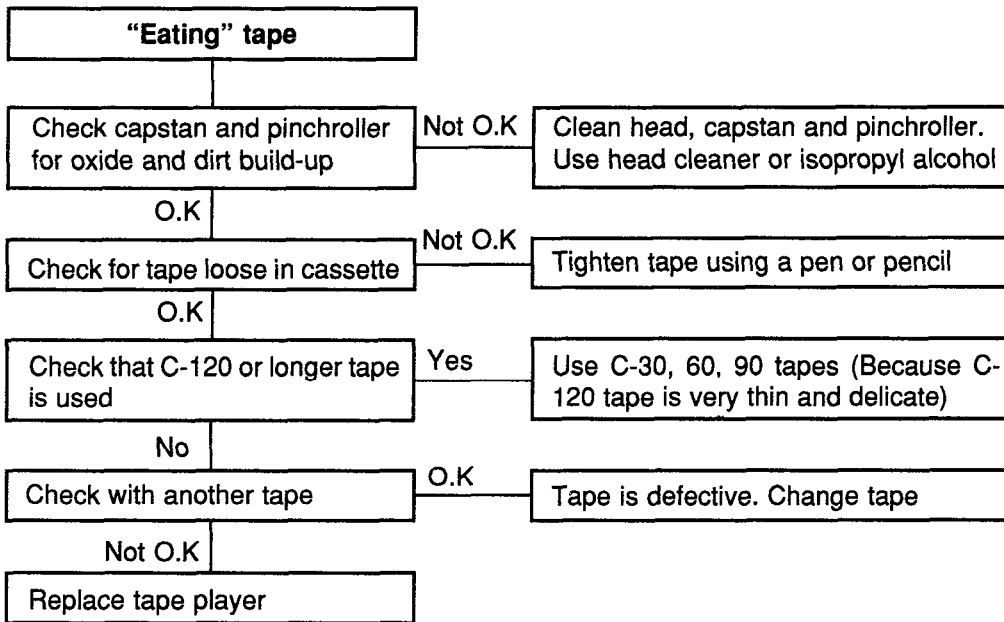 “Eating” tape
Check capstan and pinchroller
for oxide and dirt build-up
Not O.K
Clean head, capstan and pinchroller.
Use head cleaner or isopropyl alcohol
O.K
Check for tape loose in cassette
Not O.K
Tighten tape using a pen or pencil
O.K
Check that C-120 or longer tape
is used
Yes
Use C-30, 60, 90 tapes (Because C-
120 tape is very thin and delicate)
No
Check with another tape
O.K
Tape is defective. Change tape
Not O.K
Replace tape player